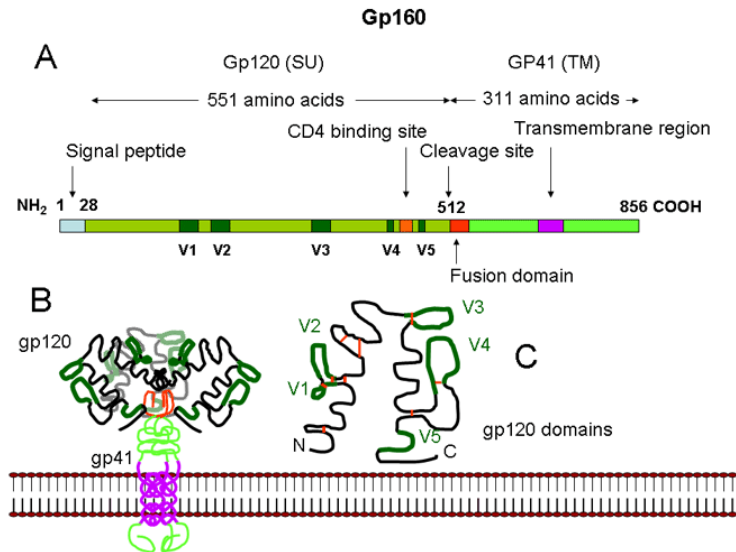 Gp160
A
Gp120 (SU) GP41 (TM)
551 amino acids 311 amino acids
CD4 binding site Transmembrane region
Signal peptide Cleavage site
NH2 1 28 512 856 COOH
V1 V2 V3 V4 V5
Fusion domain
B
gp120
V3
V2
V4
C
V1
gp120 domains
V5
N C
gp41